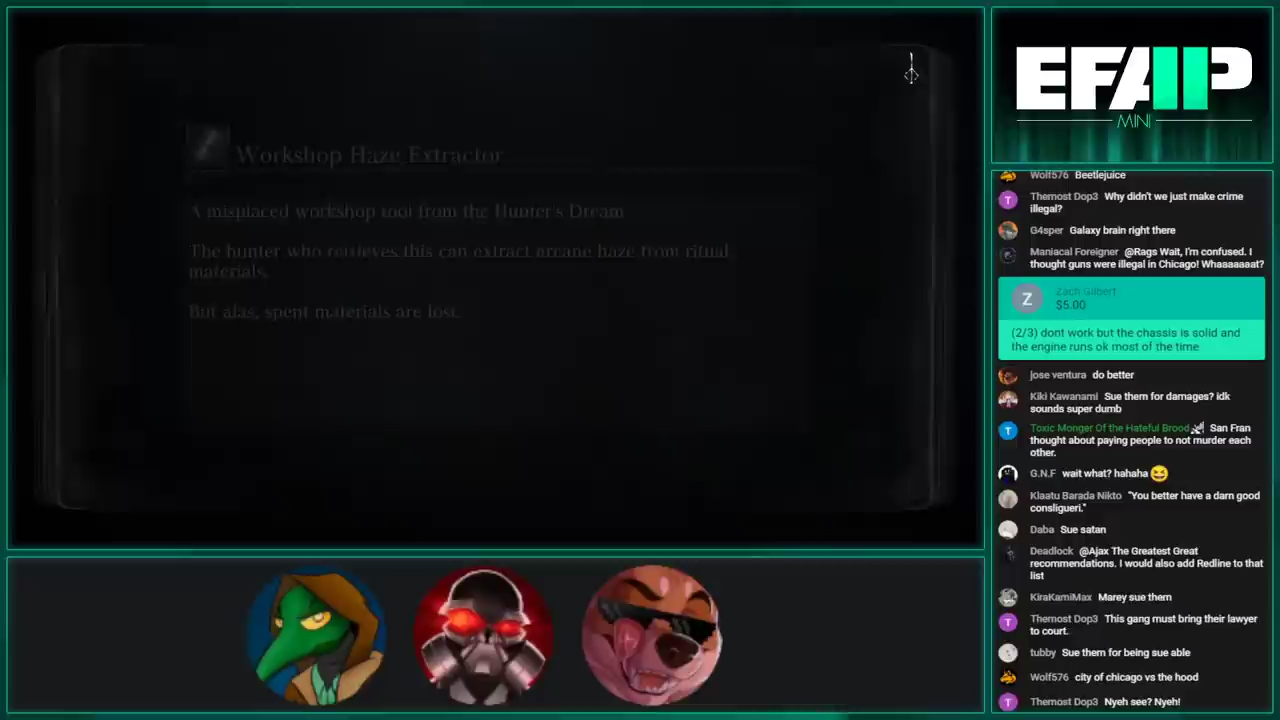 Workshop Haze Extractor
A misplaced workshop tool from the Hunter's Dream
The hunter who retrieves this can extract arcane haze from ritual
materials.
But alas, spent materials are lost.
EFAP
MINI
Wolf576 Beetlejuice
Themost Dop3 Why didn't we just make crime
illegal?
G4sper Galaxy brain right there
Maniacal Foreigner @Rags Wait, I'm confused. I
thought guns were illegal in Chicago! Whaaaaaaat?
Z
Zach Gilbert
$5.00
(2/3) dont work but the chassis is solid and
the engine runs ok most of the time
jose ventura do better
Kiki Kawanami Sue them for damages? idk
sounds super dumb
T
Toxic Monger Of the Hateful Brood San Fran
thought about paying people to not murder each
other.
G.N.F wait what? hahaha
Klaatu Barada Nikto "You better have a darn good
consligueri."
Daba Sue satan
Deadlock @Ajax The Greatest Great
recommendations. I would also add Redline to that
list
KiraKamiMax Marey sue them
T
Themost Dop3 This gang must bring their lawyer
to court.
tubby Sue them for being sue able
Wolf576 city of chicago vs the hood
T
Themost Dop3 Nyeh see? Nyeh!